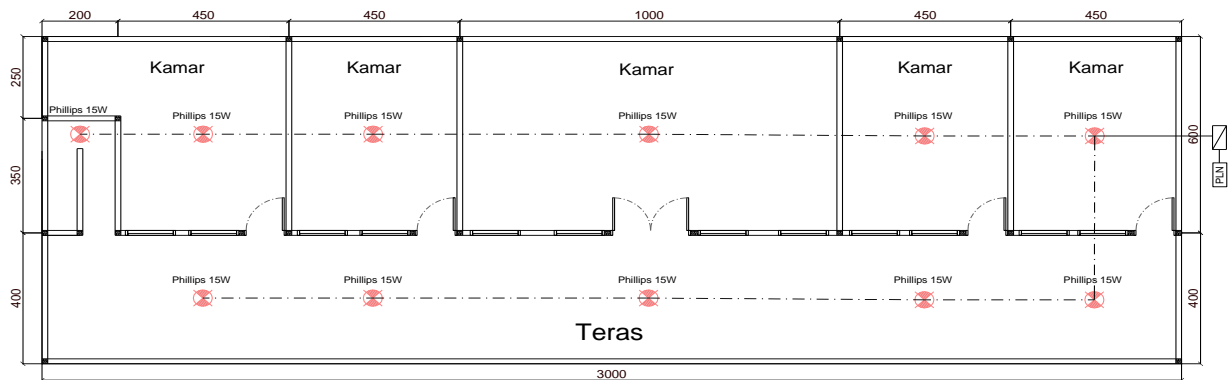 200 450 450 1000 450 450
250
Kamar Kamar Kamar Kamar Kamar
Phillips 15W
Phillips 15W Phillips 15W Phillips 15W Phillips 15W Phillips 15W
600
PLN
350
Phillips 15W Phillips 15W Phillips 15W Phillips 15W Phillips 15W
400
400
Teras
3000